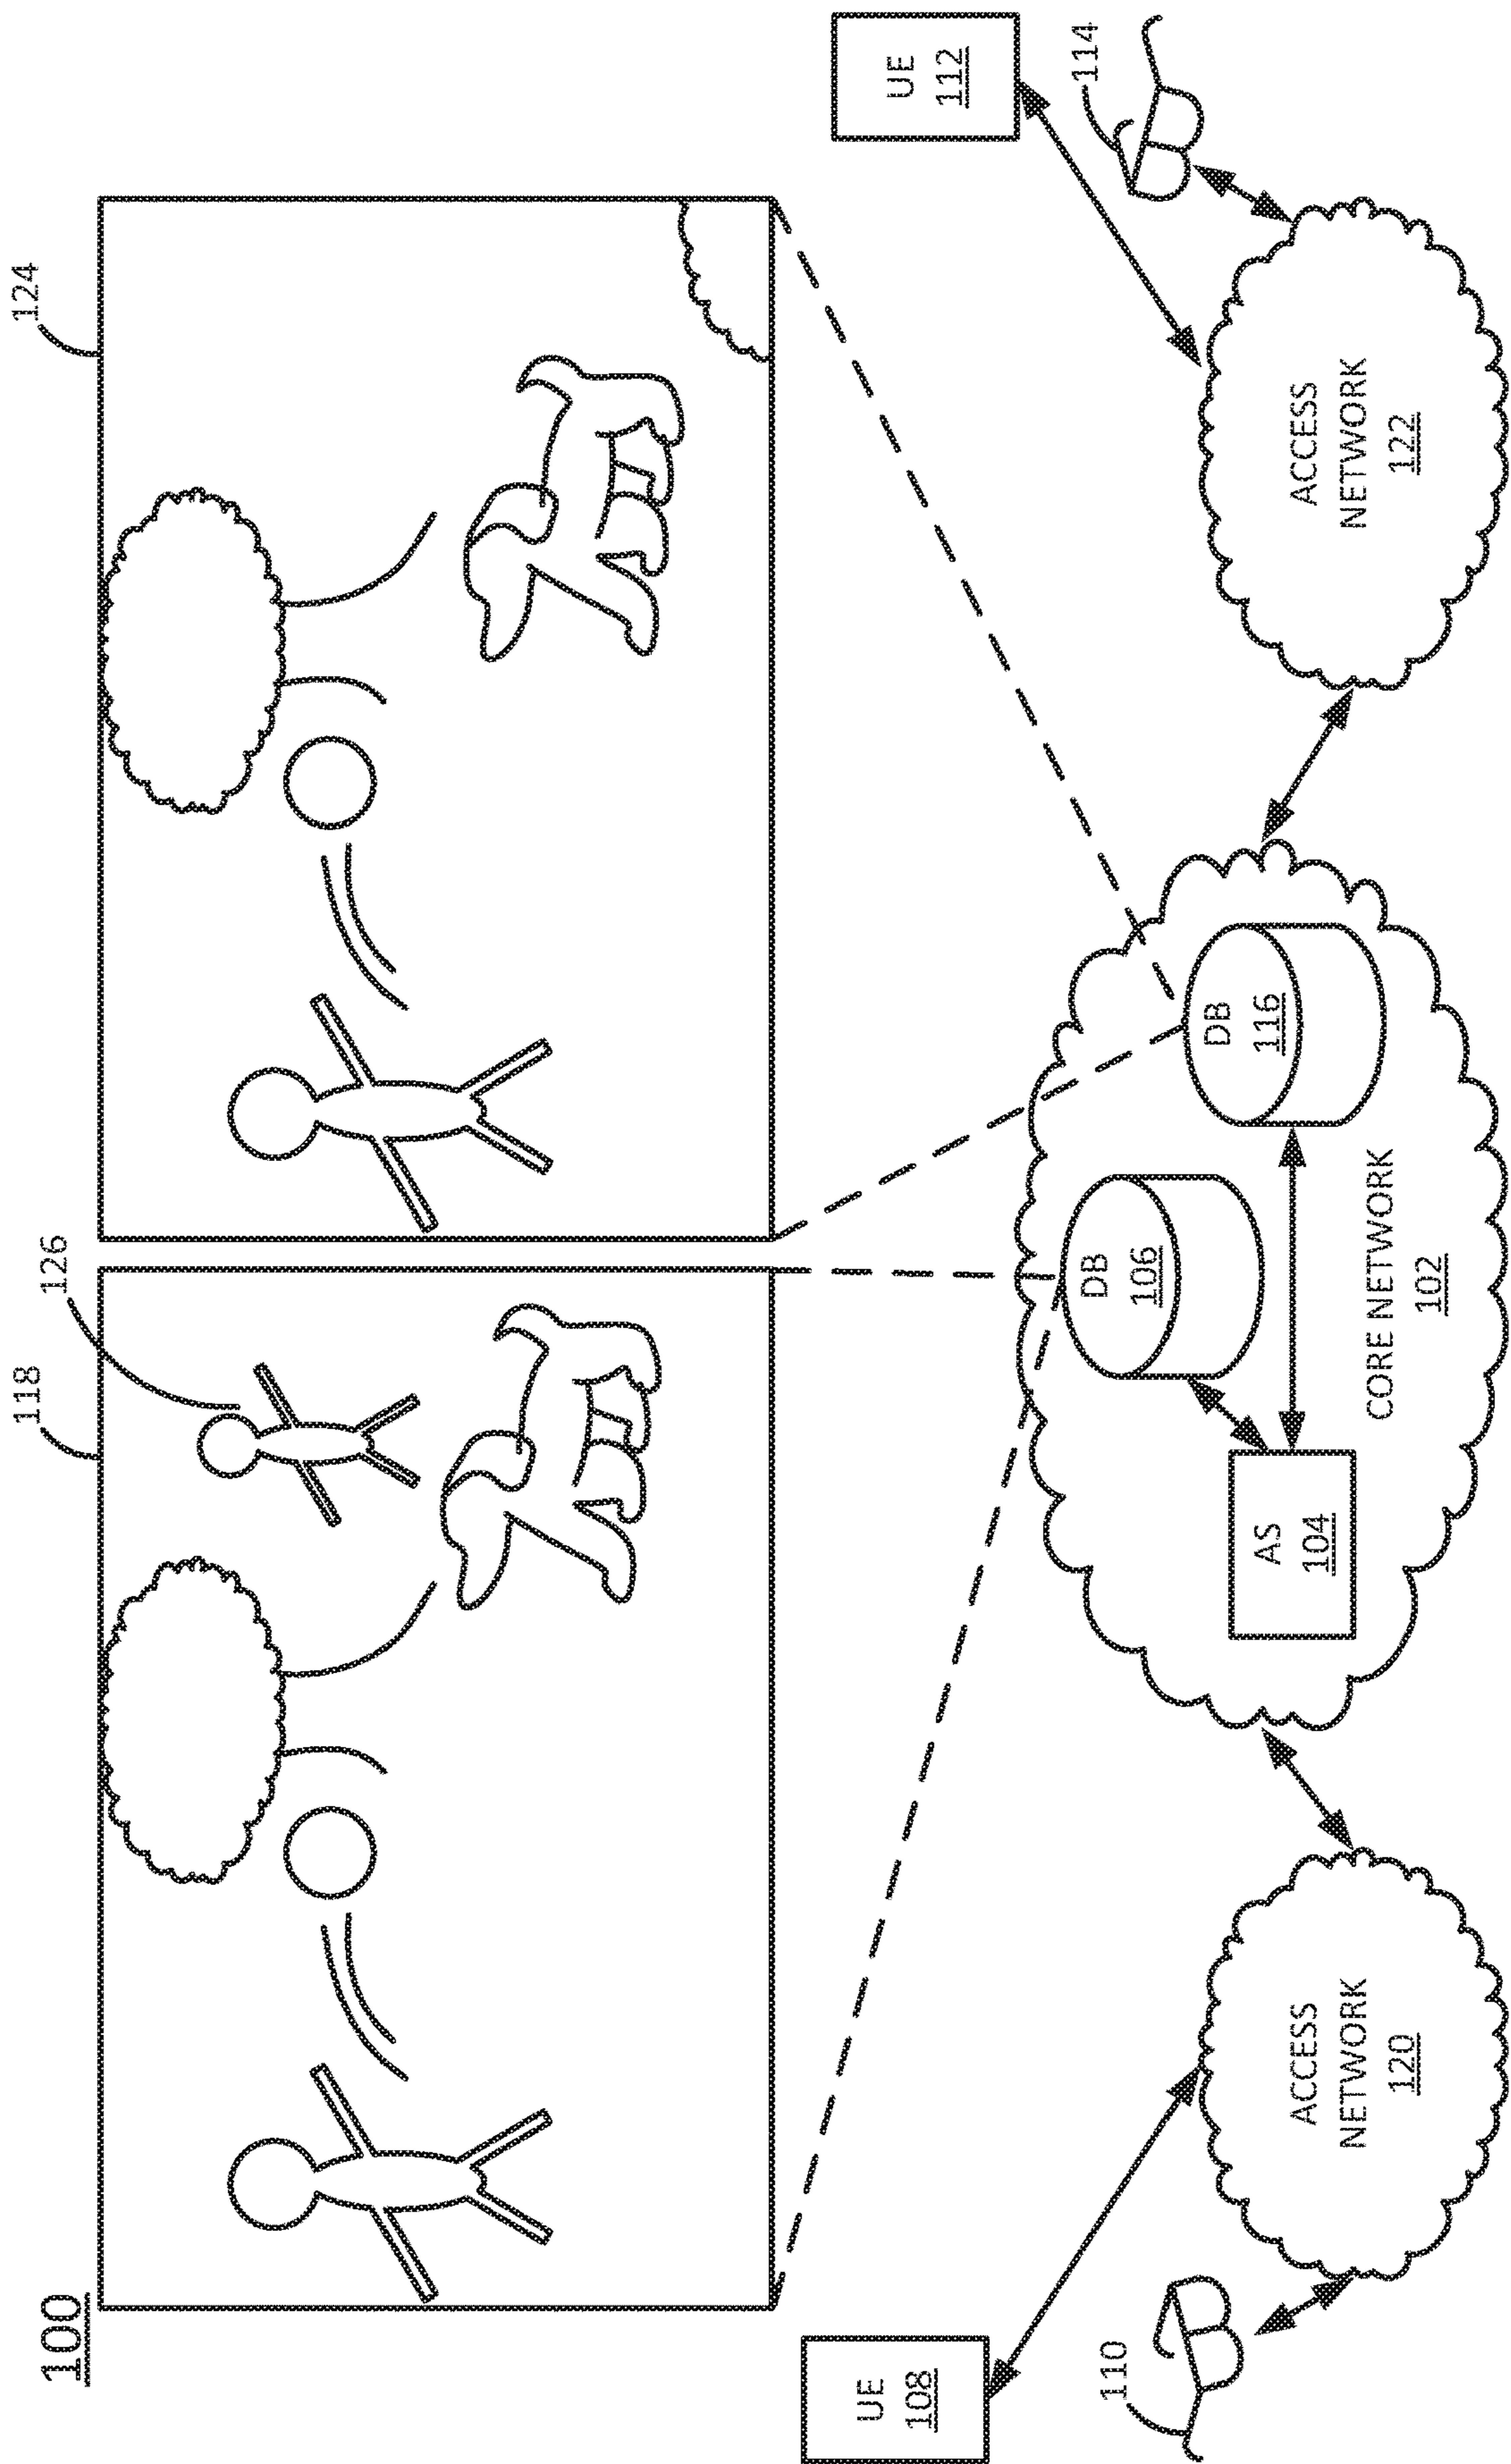 100
118
126
124
UE
108
110
ACCESS
NETWORK
120
AS
104
DB
106
DB
116
CORE NETWORK
102
ACCESS
NETWORK
122
UE
112
114